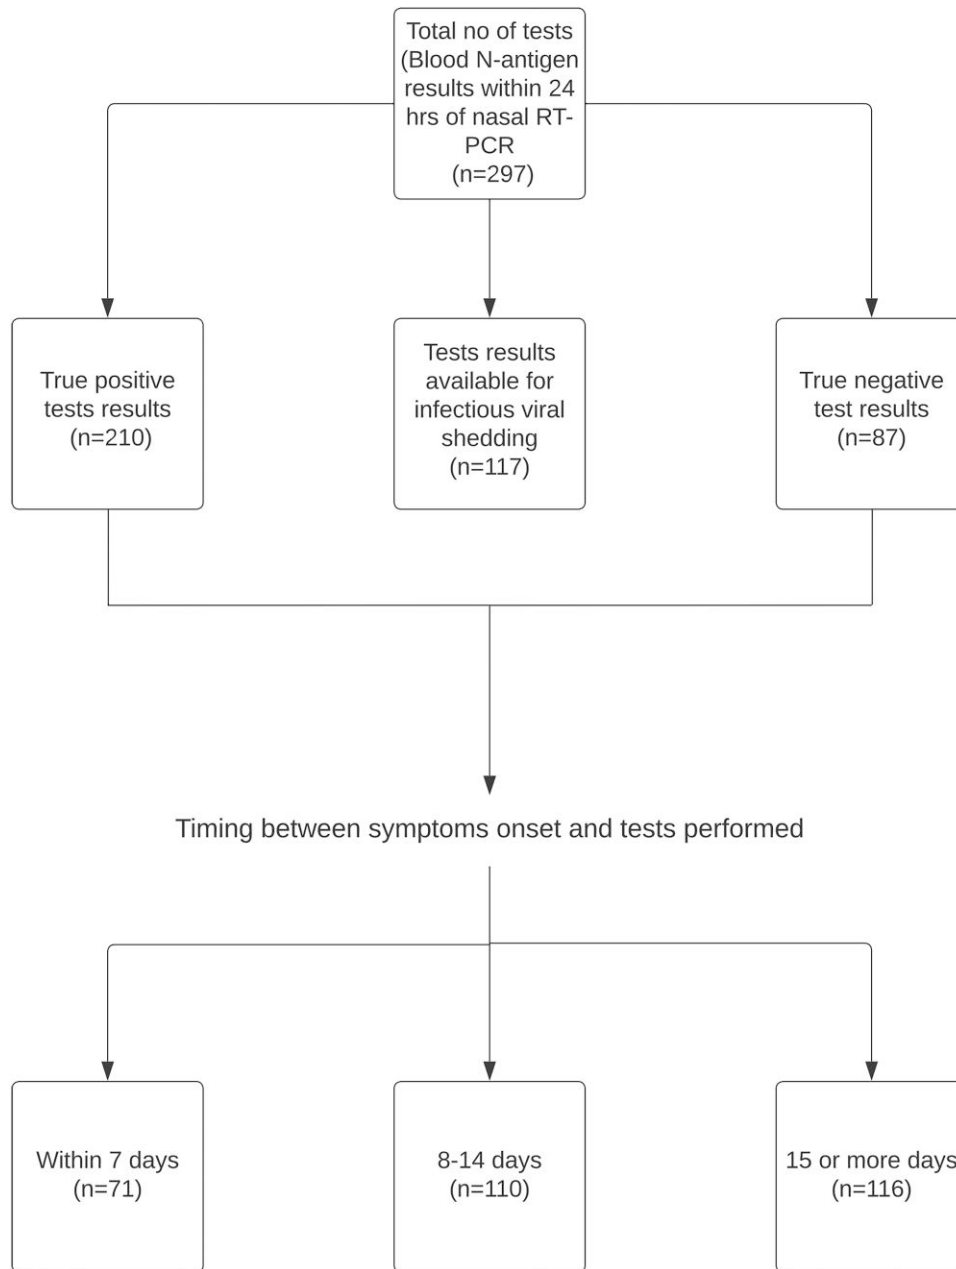 Total no of tests
(Blood N-antigen
results within 24
hrs of nasal RT-
PCR
(n=297)
True positive
tests results
(n=210)
Tests results
available for
infectious viral
shedding
(n=117)
True negative
test results
(n=87)
Timing between symptoms onset and tests performed
Within 7 days
(n=71)
8-14 days
(n=110)
15 or more days
(n=116)